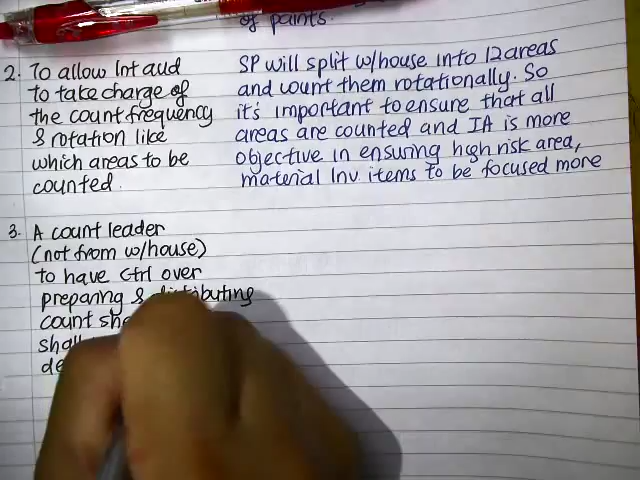 of paints.
2. To allow Int aud
to take charge of
the count frequency
& rotation like
which areas to be
counted.
SP will split w/house into 12 areas
and count them rotationally. So
it's important to ensure that all
areas are counted and IA is more
objective in ensuring high risk area,
material Inv items to be focused more
3. A count leader
(not from w/house)
to have ctrl over
preparing & distributing
count